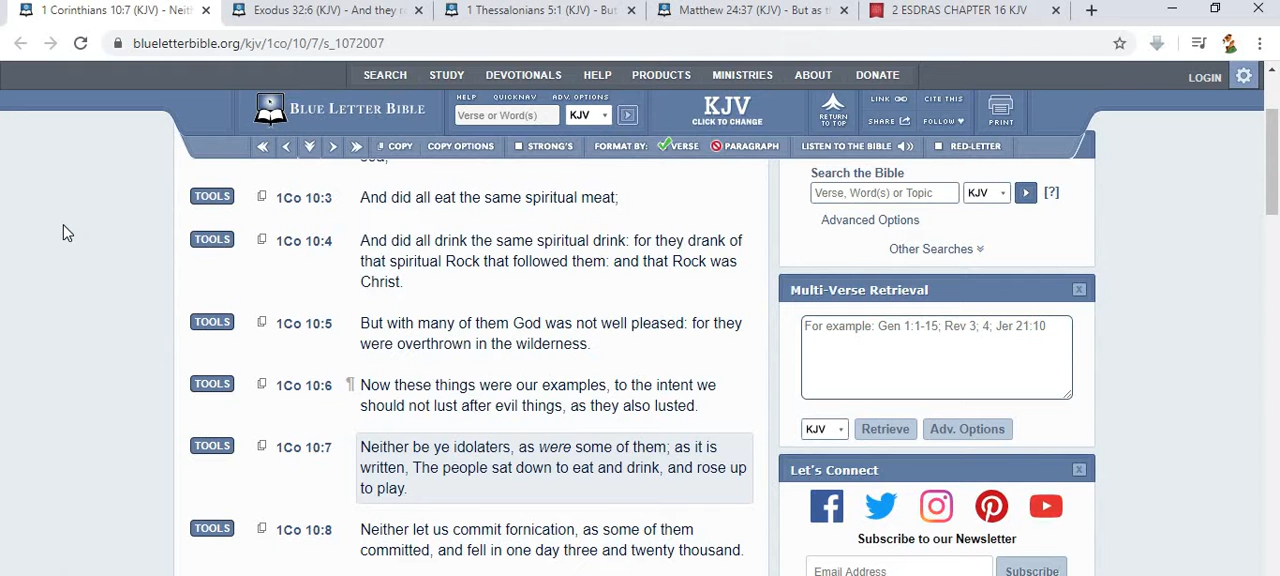 1 Corinthians 10:7 (KJV) - Neit
Exodus 32:6 (KJV) - And they r
1 Thessalonians 5:1 (KJV) - But
Matthew 24:37 (KJV) - But as th
2 ESDRAS CHAPTER 16 KJV
blueletterbible.org/kjv/1co/10/7/s_1072007
SEARCH STUDY DEVOTIONALS HELP PRODUCTS MINISTRIES ABOUT DONATE
LOGIN
BLUE LETTER BIBLE
HELP QUICKNAV ADV. OPTIONS
Verse or Word(s) KJV
KJV
CLICK TO CHANGE
RETURN
TO TOP
LINK CITE THIS
SHARE FOLLOW
PRINT
COPY COPY OPTIONS STRONG'S FORMAT BY: VERSE PARAGRAPH LISTEN TO THE BIBLE RED-LETTER
TOOLS 1Co 10:3 And did all eat the same spiritual meat;
TOOLS 1Co 10:4 And did all drink the same spiritual drink: for they drank of
that spiritual Rock that followed them: and that Rock was
Christ.
TOOLS 1Co 10:5 But with many of them God was not well pleased: for they
were overthrown in the wilderness.
TOOLS 1Co 10:6 ¶ Now these things were our examples, to the intent we
should not lust after evil things, as they also lusted.
TOOLS 1Co 10:7 Neither be ye idolaters, as were some of them; as it is
written, The people sat down to eat and drink, and rose up
to play.
TOOLS 1Co 10:8 Neither let us commit fornication, as some of them
committed, and fell in one day three and twenty thousand.
Search the Bible
Verse, Word(s) or Topic KJV [?]
Advanced Options
Other Searches
Multi-Verse Retrieval
For example: Gen 1:1-15; Rev 3; 4; Jer 21:10
KJV Retrieve Adv. Options
Let's Connect
Subscribe to our Newsletter
Email Address Subscribe